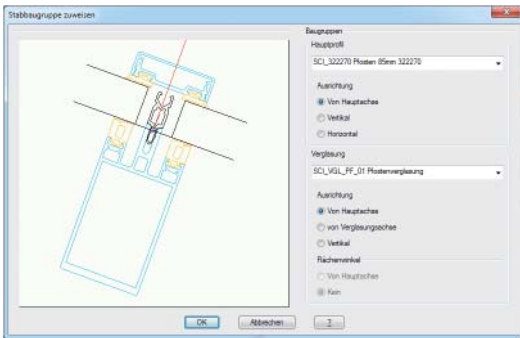 Stabbaugruppe zuweisen
Baugruppen
Hauptprofil
SCI_322270 Pfosten 85mm 322270
Ausrichtung
Von Hauptachse
Vertikal
Horizontal
Verglasung
SCI_VGL_PF_01 Pfostenverglasung
Ausrichtung
Von Hauptachse
von Verglasungsachse
Vertikal
Flächenwinkel
Von Hauptachse
Kein
OK
Abbrechen
?